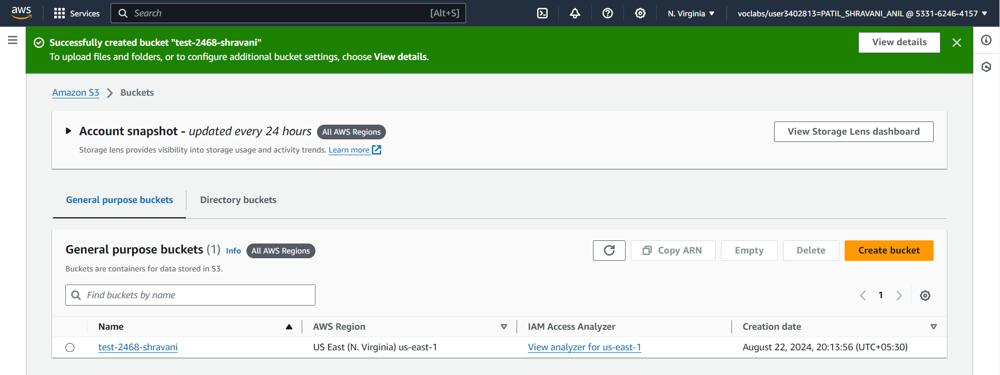 aws Services Search [Alt+S] N. Virginia voclabs/user3402813=PATIL_SHRAVANI_ANIL @ 5331-6246-4157
Successfully created bucket "test-2468-shravani"
To upload files and folders, or to configure additional bucket settings, choose View details.
View details
Amazon S3 Buckets
Account snapshot - updated every 24 hours All AWS Regions
Storage lens provides visibility into storage usage and activity trends. Learn more
View Storage Lens dashboard
General purpose buckets Directory buckets
General purpose buckets (1) Info All AWS Regions
Copy ARN Empty Delete Create bucket
Buckets are containers for data stored in S3.
Find buckets by name
1
Name AWS Region IAM Access Analyzer Creation date
test-2468-shravani US East (N. Virginia) us-east-1 View analyzer for us-east-1 August 22, 2024, 20:13:56 (UTC+05:30)